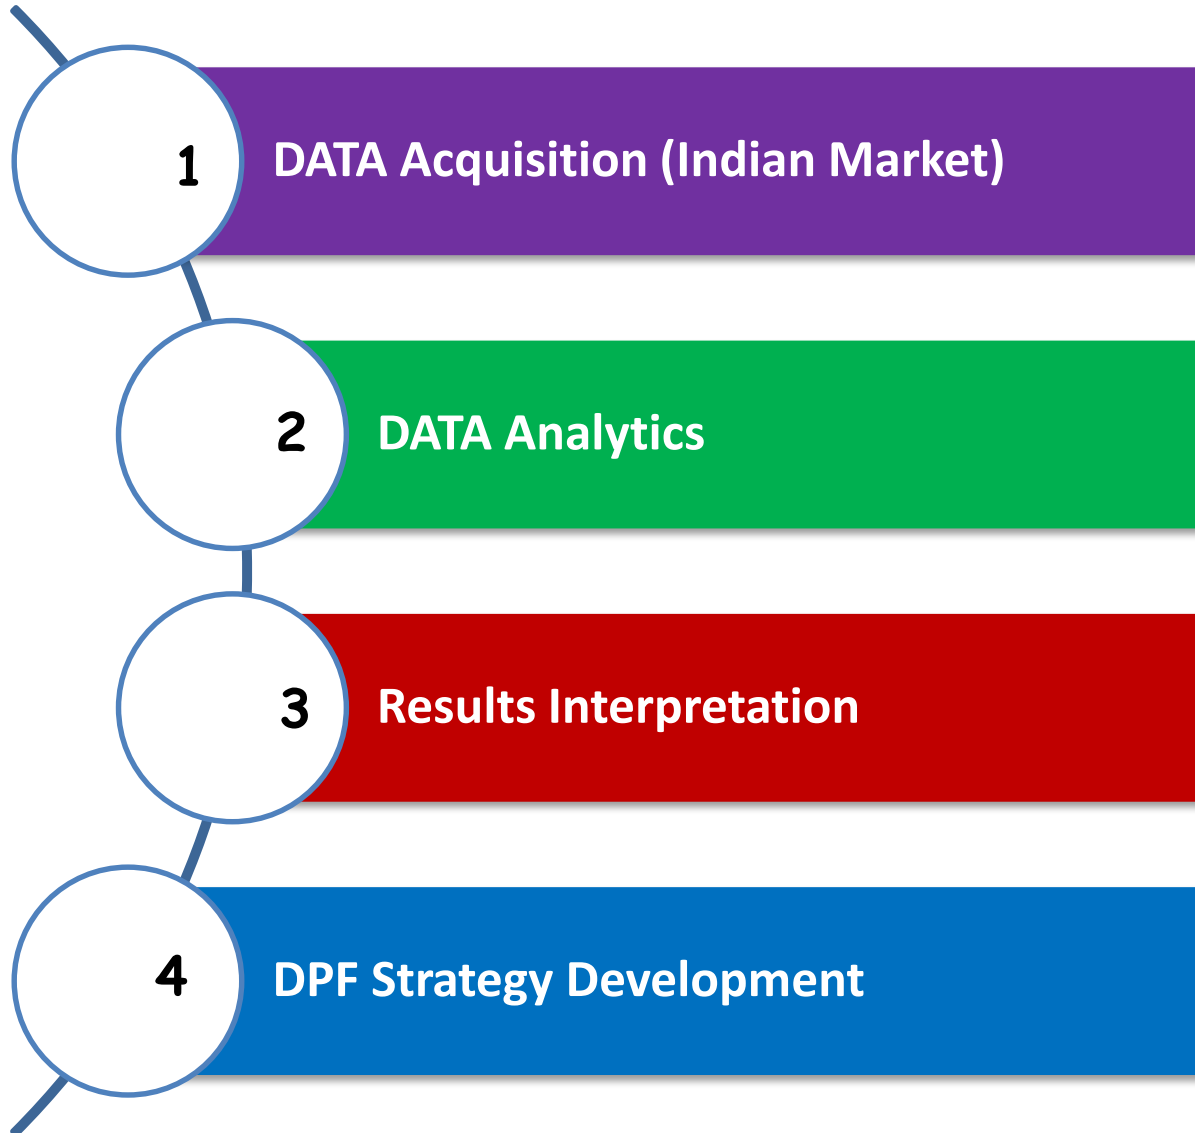 1
DATA Acquisition (Indian Market)
2
DATA Analytics
3
Results Interpretation
4
DPF Strategy Development